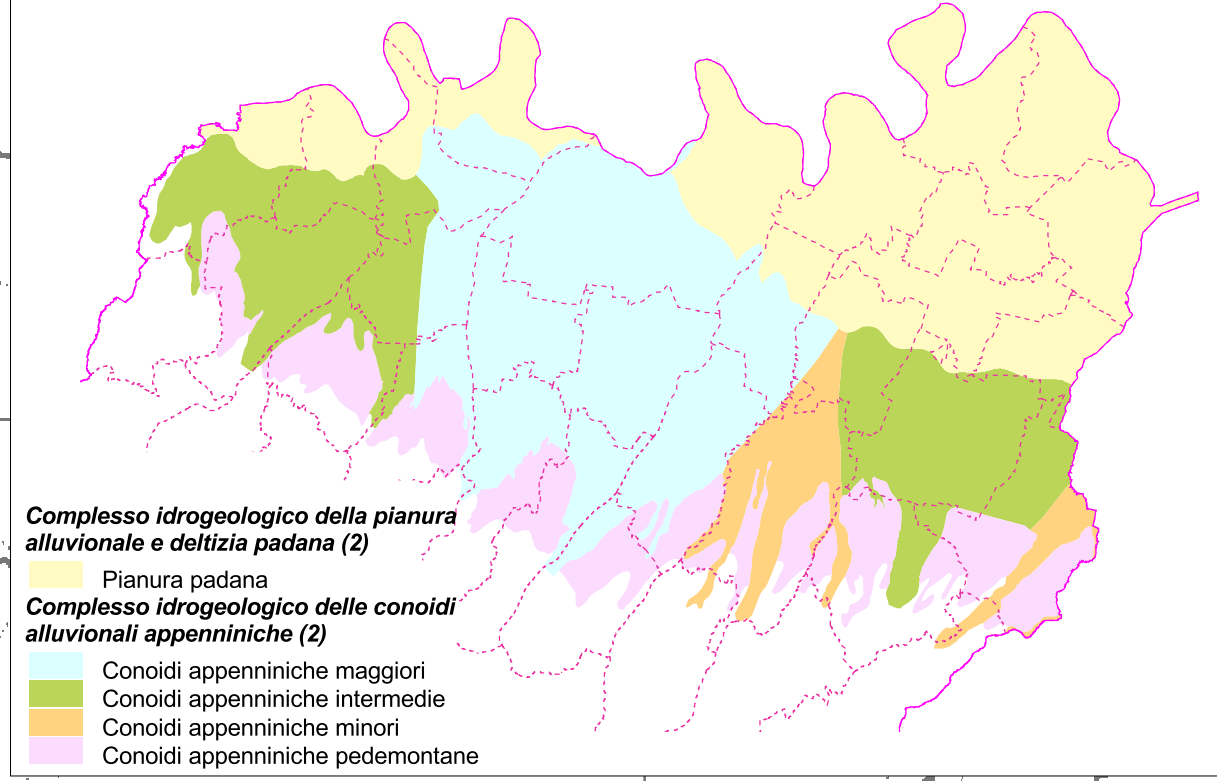 Complesso idrogeologico della pianura
alluvionale e deltizia padana (2)
Pianura padana
Complesso idrogeologico delle conoidi
alluvionali appenniniche (2)
Conoidi appenniniche maggiori
Conoidi appenniniche intermedie
Conoidi appenniniche minori
Conoidi appenniniche pedemontane